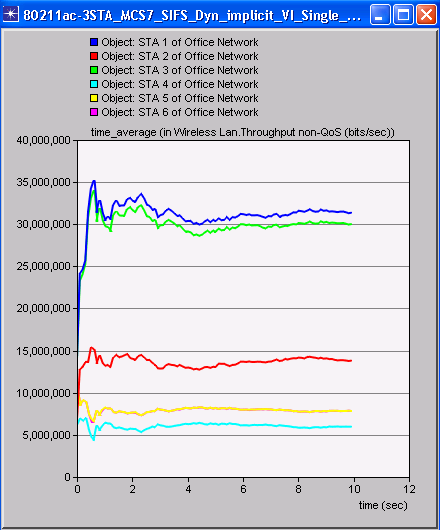 80211ac-3STA_MCS7_SIFS_Dyn_implicit_VI_Single_...
Object: STA 1 of Office Network
Object: STA 2 of Office Network
Object: STA 3 of Office Network
Object: STA 4 of Office Network
Object: STA 5 of Office Network
Object: STA 6 of Office Network
time_average (in Wireless Lan.Throughput non-QoS (bits/sec))
40,000,000
35,000,000
30,000,000
25,000,000
20,000,000
15,000,000
10,000,000
5,000,000
0
0 2 4 6 8 10 12
time (sec)